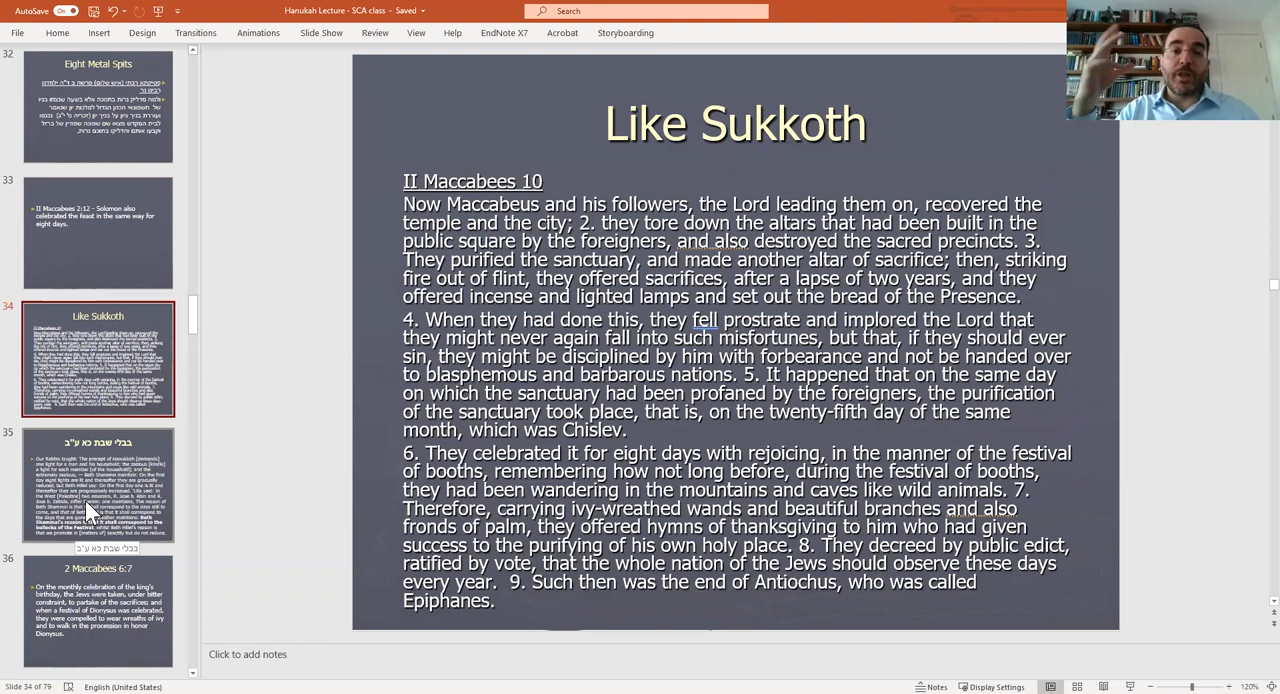 AutoSave On
Hanukah Lecture - SCA class - Saved
Search
File Home Insert Design Transitions Animations Slide Show Review View Help EndNote X7 Acrobat Storyboarding
32
Eight Metal Spits
33
II Maccabees 2:12 - Solomon also
celebrated the feast in the same way for
eight days.
34
Like Sukkoth
35
בבלי שבת כא ע"ב
בבלי שבת כא ע"ב
36
2 Maccabees 6:7
On the monthly celebration of the king's
birthday, the Jews were taken, under bitter
constraint, to partake of the sacrifices; and
when a festival of Dionysus was celebrated,
they were compelled to wear wreaths of ivy
and to walk in the procession in honor
Dionysus.
Like Sukkoth
II Maccabees 10
Now Maccabeus and his followers, the Lord leading them on, recovered the
temple and the city; 2. they tore down the altars that had been built in the
public square by the foreigners, and also destroyed the sacred precincts. 3.
They purified the sanctuary, and made another altar of sacrifice; then, striking
fire out of flint, they offered sacrifices, after a lapse of two years, and they
offered incense and lighted lamps and set out the bread of the Presence.
4. When they had done this, they fell prostrate and implored the Lord that
they might never again fall into such misfortunes, but that, if they should ever
sin, they might be disciplined by him with forbearance and not be handed over
to blasphemous and barbarous nations. 5. It happened that on the same day
on which the sanctuary had been profaned by the foreigners, the purification
of the sanctuary took place, that is, on the twenty-fifth day of the same
month, which was Chislev.
6. They celebrated it for eight days with rejoicing, in the manner of the festival
of booths, remembering how not long before, during the festival of booths,
they had been wandering in the mountains and caves like wild animals. 7.
Therefore, carrying ivy-wreathed wands and beautiful branches and also
fronds of palm, they offered hymns of thanksgiving to him who had given
success to the purifying of his own holy place. 8. They decreed by public edict,
ratified by vote, that the whole nation of the Jews should observe these days
every year. 9. Such then was the end of Antiochus, who was called
Epiphanes.
Click to add notes
Slide 34 of 79 English (United States) Notes Display Settings 120%